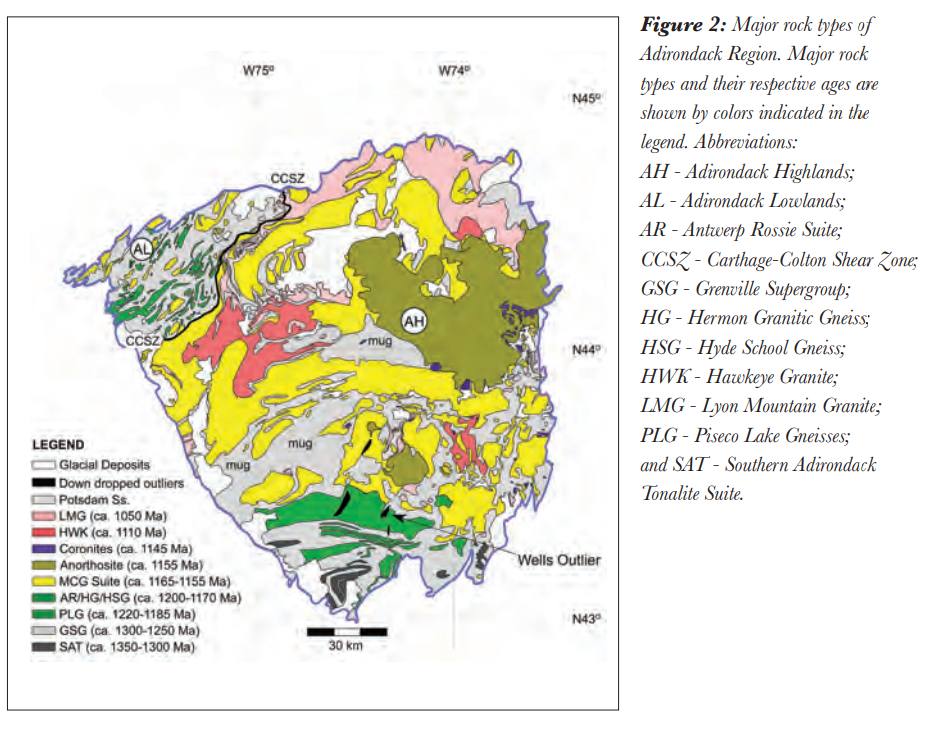 Figure 2: Major rock types of
Adirondack Region. Major rock
types and their respective ages are
shown by colors indicated in the
legend. Abbreviations:
AH - Adirondack Highlands;
AL - Adirondack Lowlands;
AR - Antwerp Rossie Suite;
CCSZ - Carthage-Colton Shear Zone;
GSG - Grenville Supergroup;
HG - Hermon Granitic Gneiss;
HSG - Hyde School Gneiss;
HWK - Hawkeye Granite;
LMG - Lyon Mountain Granite;
PLG - Piseco Lake Gneisses;
and SAT - Southern Adirondack
Tonalite Suite.
W75º
W74º
N45º
CCSZ
AL
AH
CCSZ
mug
N44º
mug
mug
LEGEND
Glacial Deposits
Down dropped outliers
Potsdam Ss.
LMG (ca. 1050 Ma)
HWK (ca. 1110 Ma)
Coronites (ca. 1145 Ma)
Anorthosite (ca. 1155 Ma)
MCG Suite (ca. 1165-1155 Ma)
AR/HG/HSG (ca. 1200-1170 Ma)
PLG (ca. 1220-1185 Ma)
GSG (ca. 1300-1250 Ma)
SAT (ca. 1350-1300 Ma)
Wells Outlier
N43º
30 km